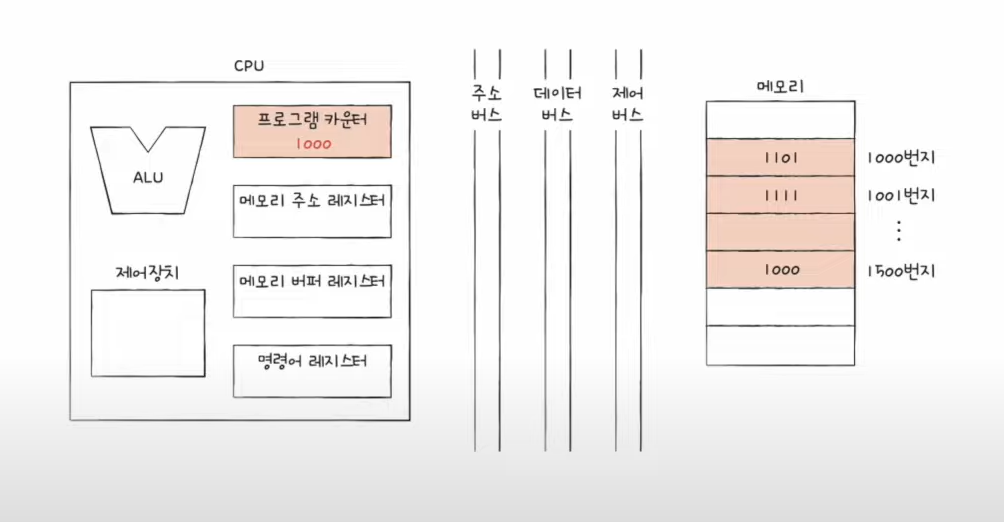 CPU
프로그램 카운터
1000
ALU
메모리 주소 레지스터
제어장치
메모리 버퍼 레지스터
명령어 레지스터
주소
버스
데이터
버스
제어
버스
메모리
1101
1000번지
1111
1001번지
⋮
1000
1500번지